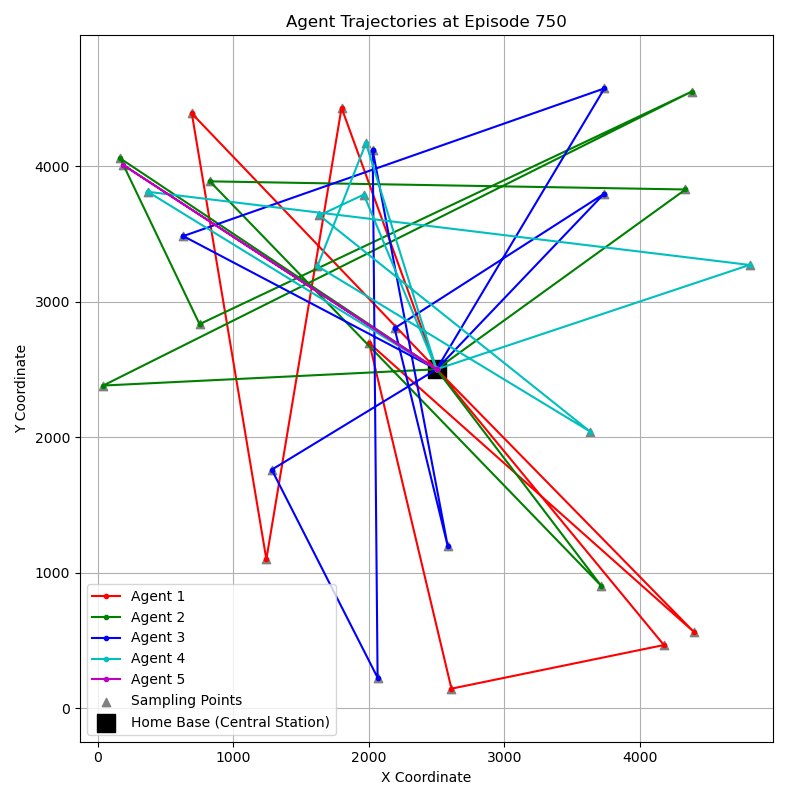 Agent Trajectories at Episode 750
Y Coordinate
4000
3000
2000
1000
0
Agent 1
Agent 2
Agent 3
Agent 4
Agent 5
Sampling Points
Home Base (Central Station)
0 1000 2000 3000 4000
X Coordinate